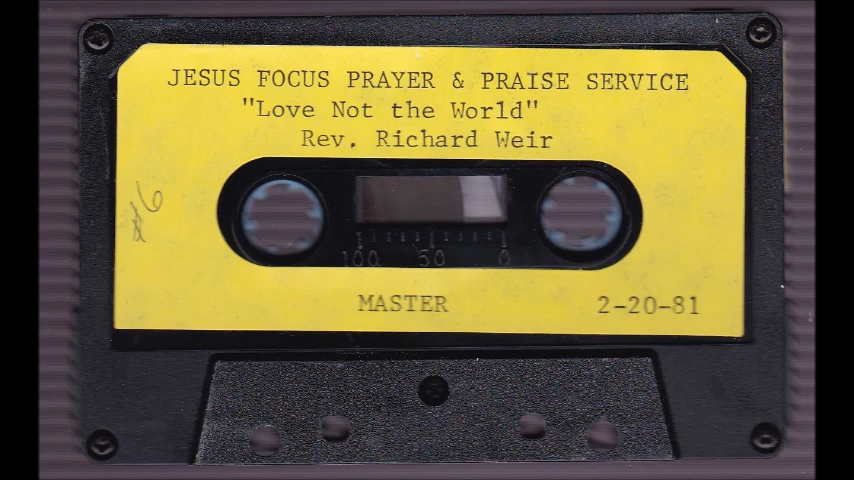 JESUS FOCUS PRAYER & PRAISE SERVICE
"Love Not the World"
Rev. Richard Weir
#6
100 50 0
MASTER 2-20-81